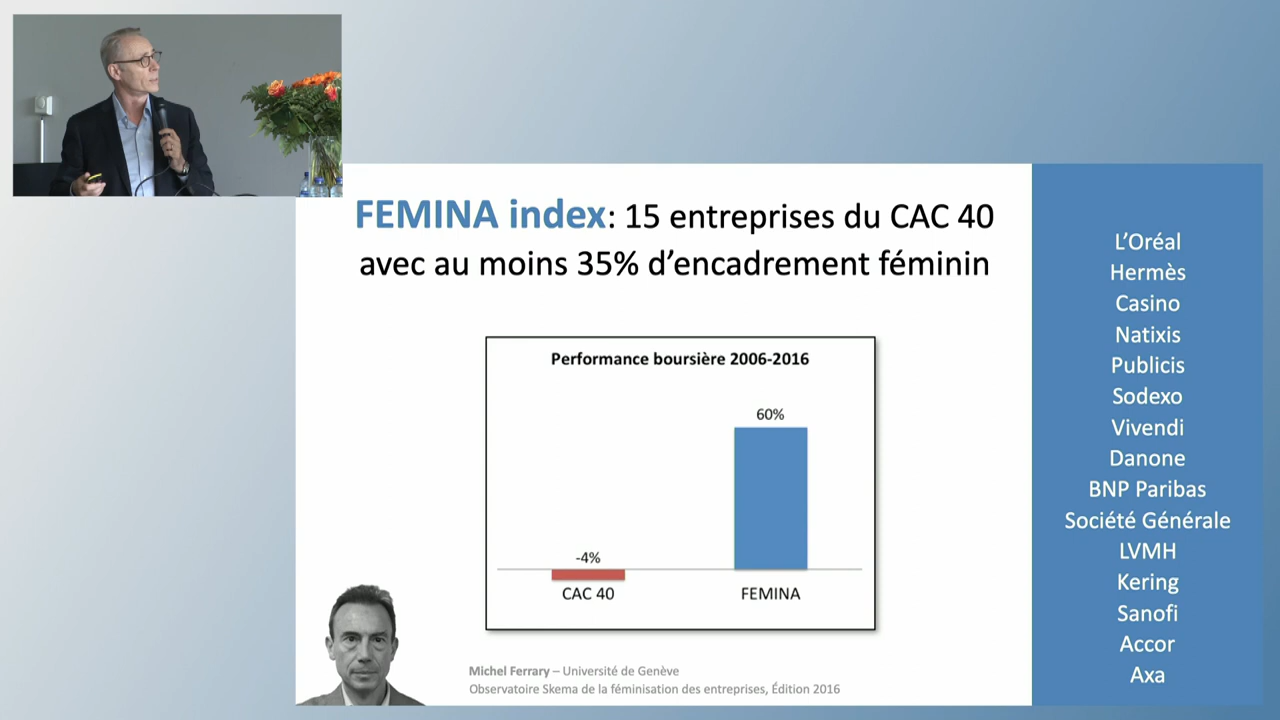 FEMINA index: 15 entreprises du CAC 40
avec au moins 35% d’encadrement féminin
Performance boursière 2006-2016
60%
-4%
CAC 40
FEMINA
Michel Ferrary – Université de Genève
Observatoire Skema de la féminisation des entreprises, Édition 2016
L’Oréal
Hermès
Casino
Natixis
Publicis
Sodexo
Vivendi
Danone
BNP Paribas
Société Générale
LVMH
Kering
Sanofi
Accor
Axa